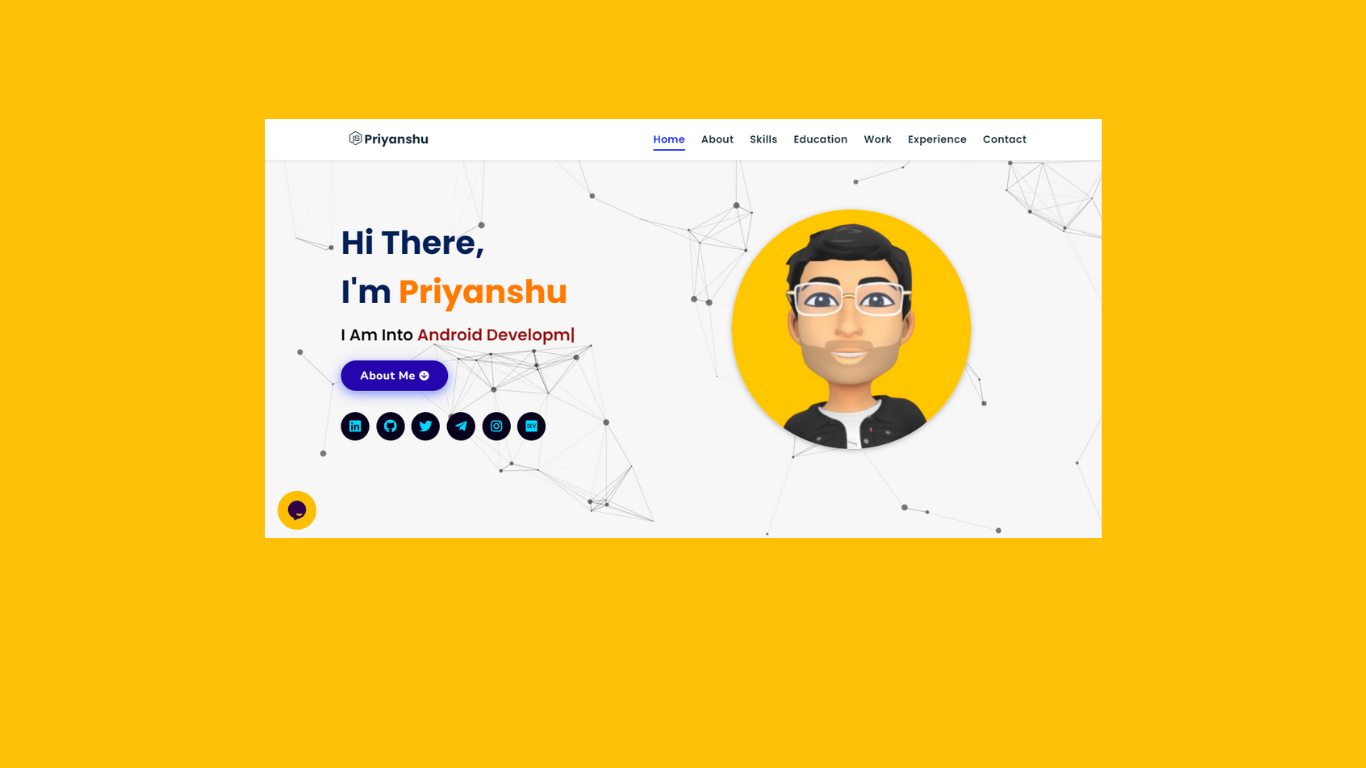 Priyanshu
Home About Skills Education Work Experience Contact
Hi There,
I'm Priyanshu
I Am Into Android Developm|
About Me